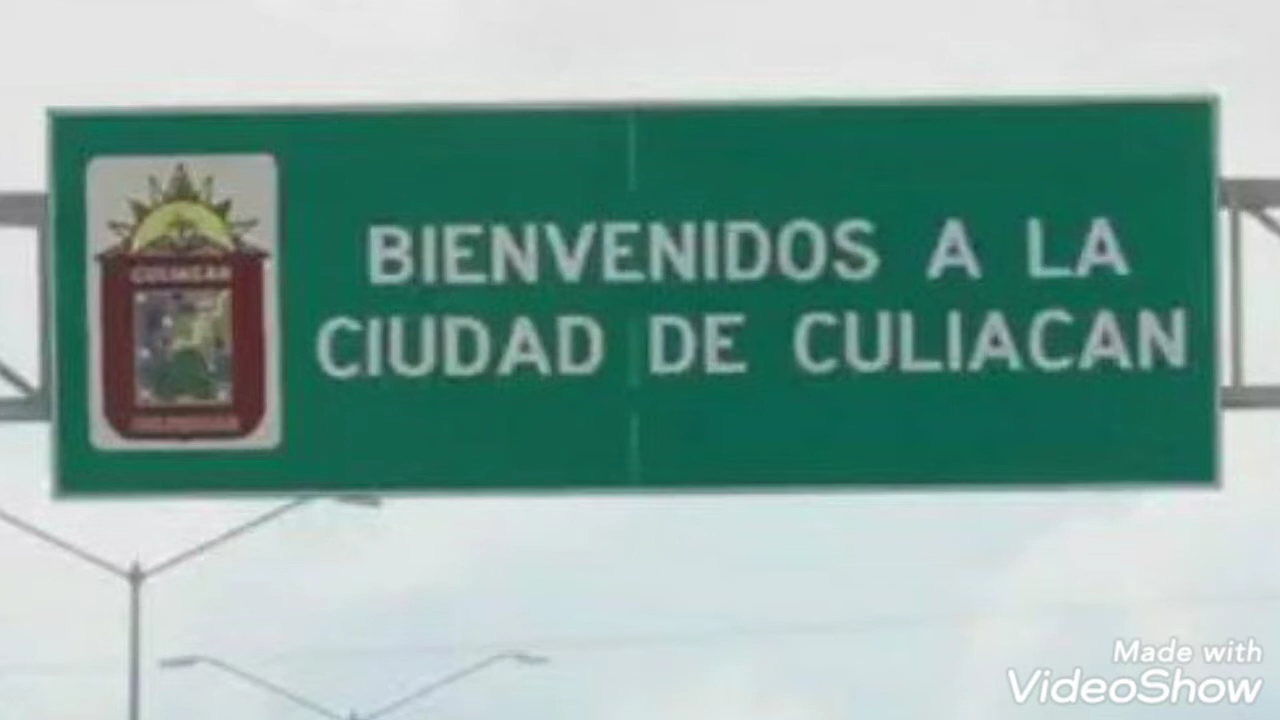 BIENVENIDOS A LA
CIUDAD DE CULIACAN
CULIACAN
Made with
VideoShow